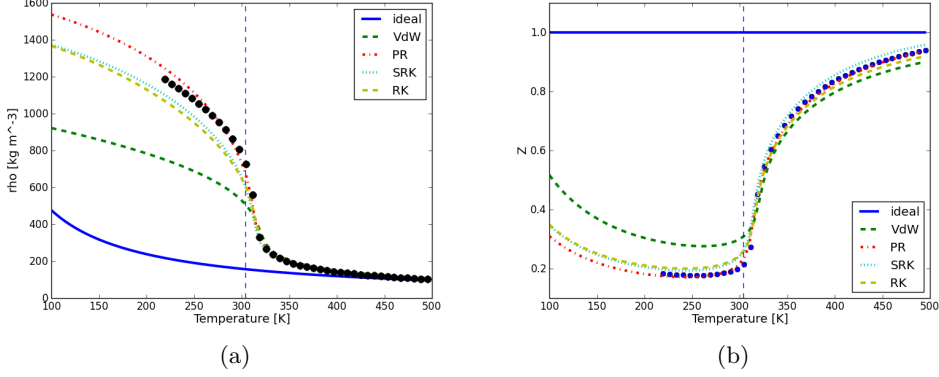 1600
1400
1200
1000
800
600
400
200
0
rho [kg m^-3]
100 150 200 250 300 350 400 450 500
Temperature [K]
ideal
VdW
PR
SRK
RK
(a)
1.0
0.8
0.6
0.4
0.2
Z
100 150 200 250 300 350 400 450 500
Temperature [K]
ideal
VdW
PR
SRK
RK
(b)